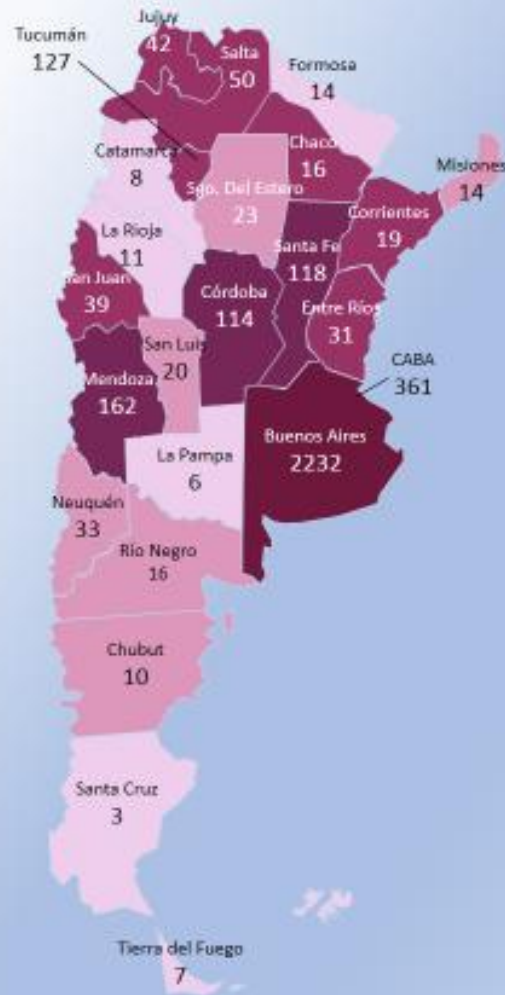 Jujuy
42
Tucumán
127
Salta
50
Formosa
14
Catamarca
8
Chaco
16
Misiones
14
Sgo. Del Estero
23
Corrientes
19
La Rioja
11
Santa Fe
118
San Juan
39
Córdoba
114
Entre Ríos
31
San Luis
20
CABA
361
Mendoza
162
Buenos Aires
2232
La Pampa
6
Neuquén
33
Río Negro
16
Chubut
10
Santa Cruz
3
Tierra del Fuego
7